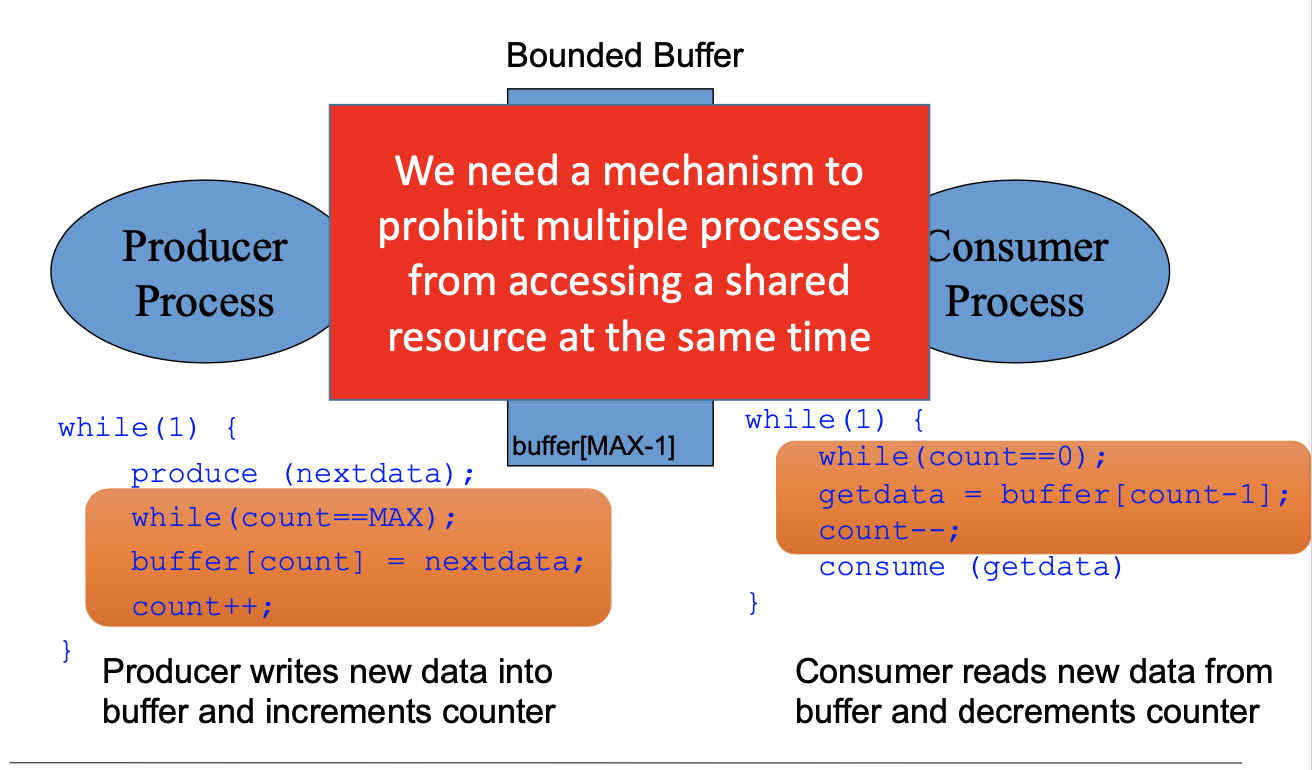 Bounded Buffer
We need a mechanism to
prohibit multiple processes
from accessing a shared
resource at the same time
Producer
Process
Consumer
Process
buffer[MAX-1]
while(1) {
produce (nextdata);
while(count==MAX);
buffer[count] = nextdata;
count++;
}
Producer writes new data into
buffer and increments counter
while(1) {
while(count==0);
getdata = buffer[count-1];
count--;
consume (getdata)
}
Consumer reads new data from
buffer and decrements counter